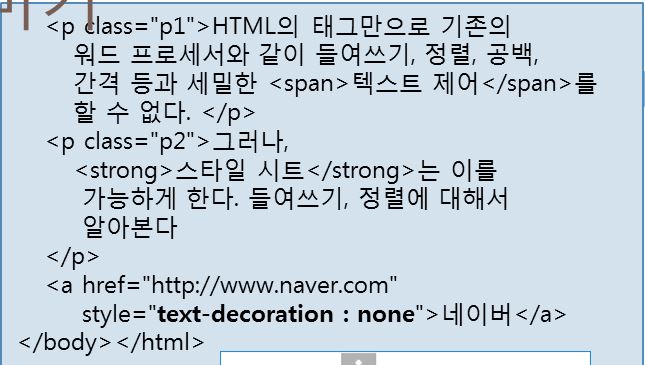 <p class="p1">HTML의 태그만으로 기존의
워드 프로세서와 같이 들여쓰기, 정렬, 공백,
간격 등과 세밀한 <span>텍스트 제어</span>를
할 수 없다. </p>
<p class="p2">그러나,
<strong>스타일 시트</strong>는 이를
가능하게 한다. 들여쓰기, 정렬에 대해서
알아본다
</p>
<a href="http://www.naver.com"
style="text-decoration : none">네이버</a>
</body></html>